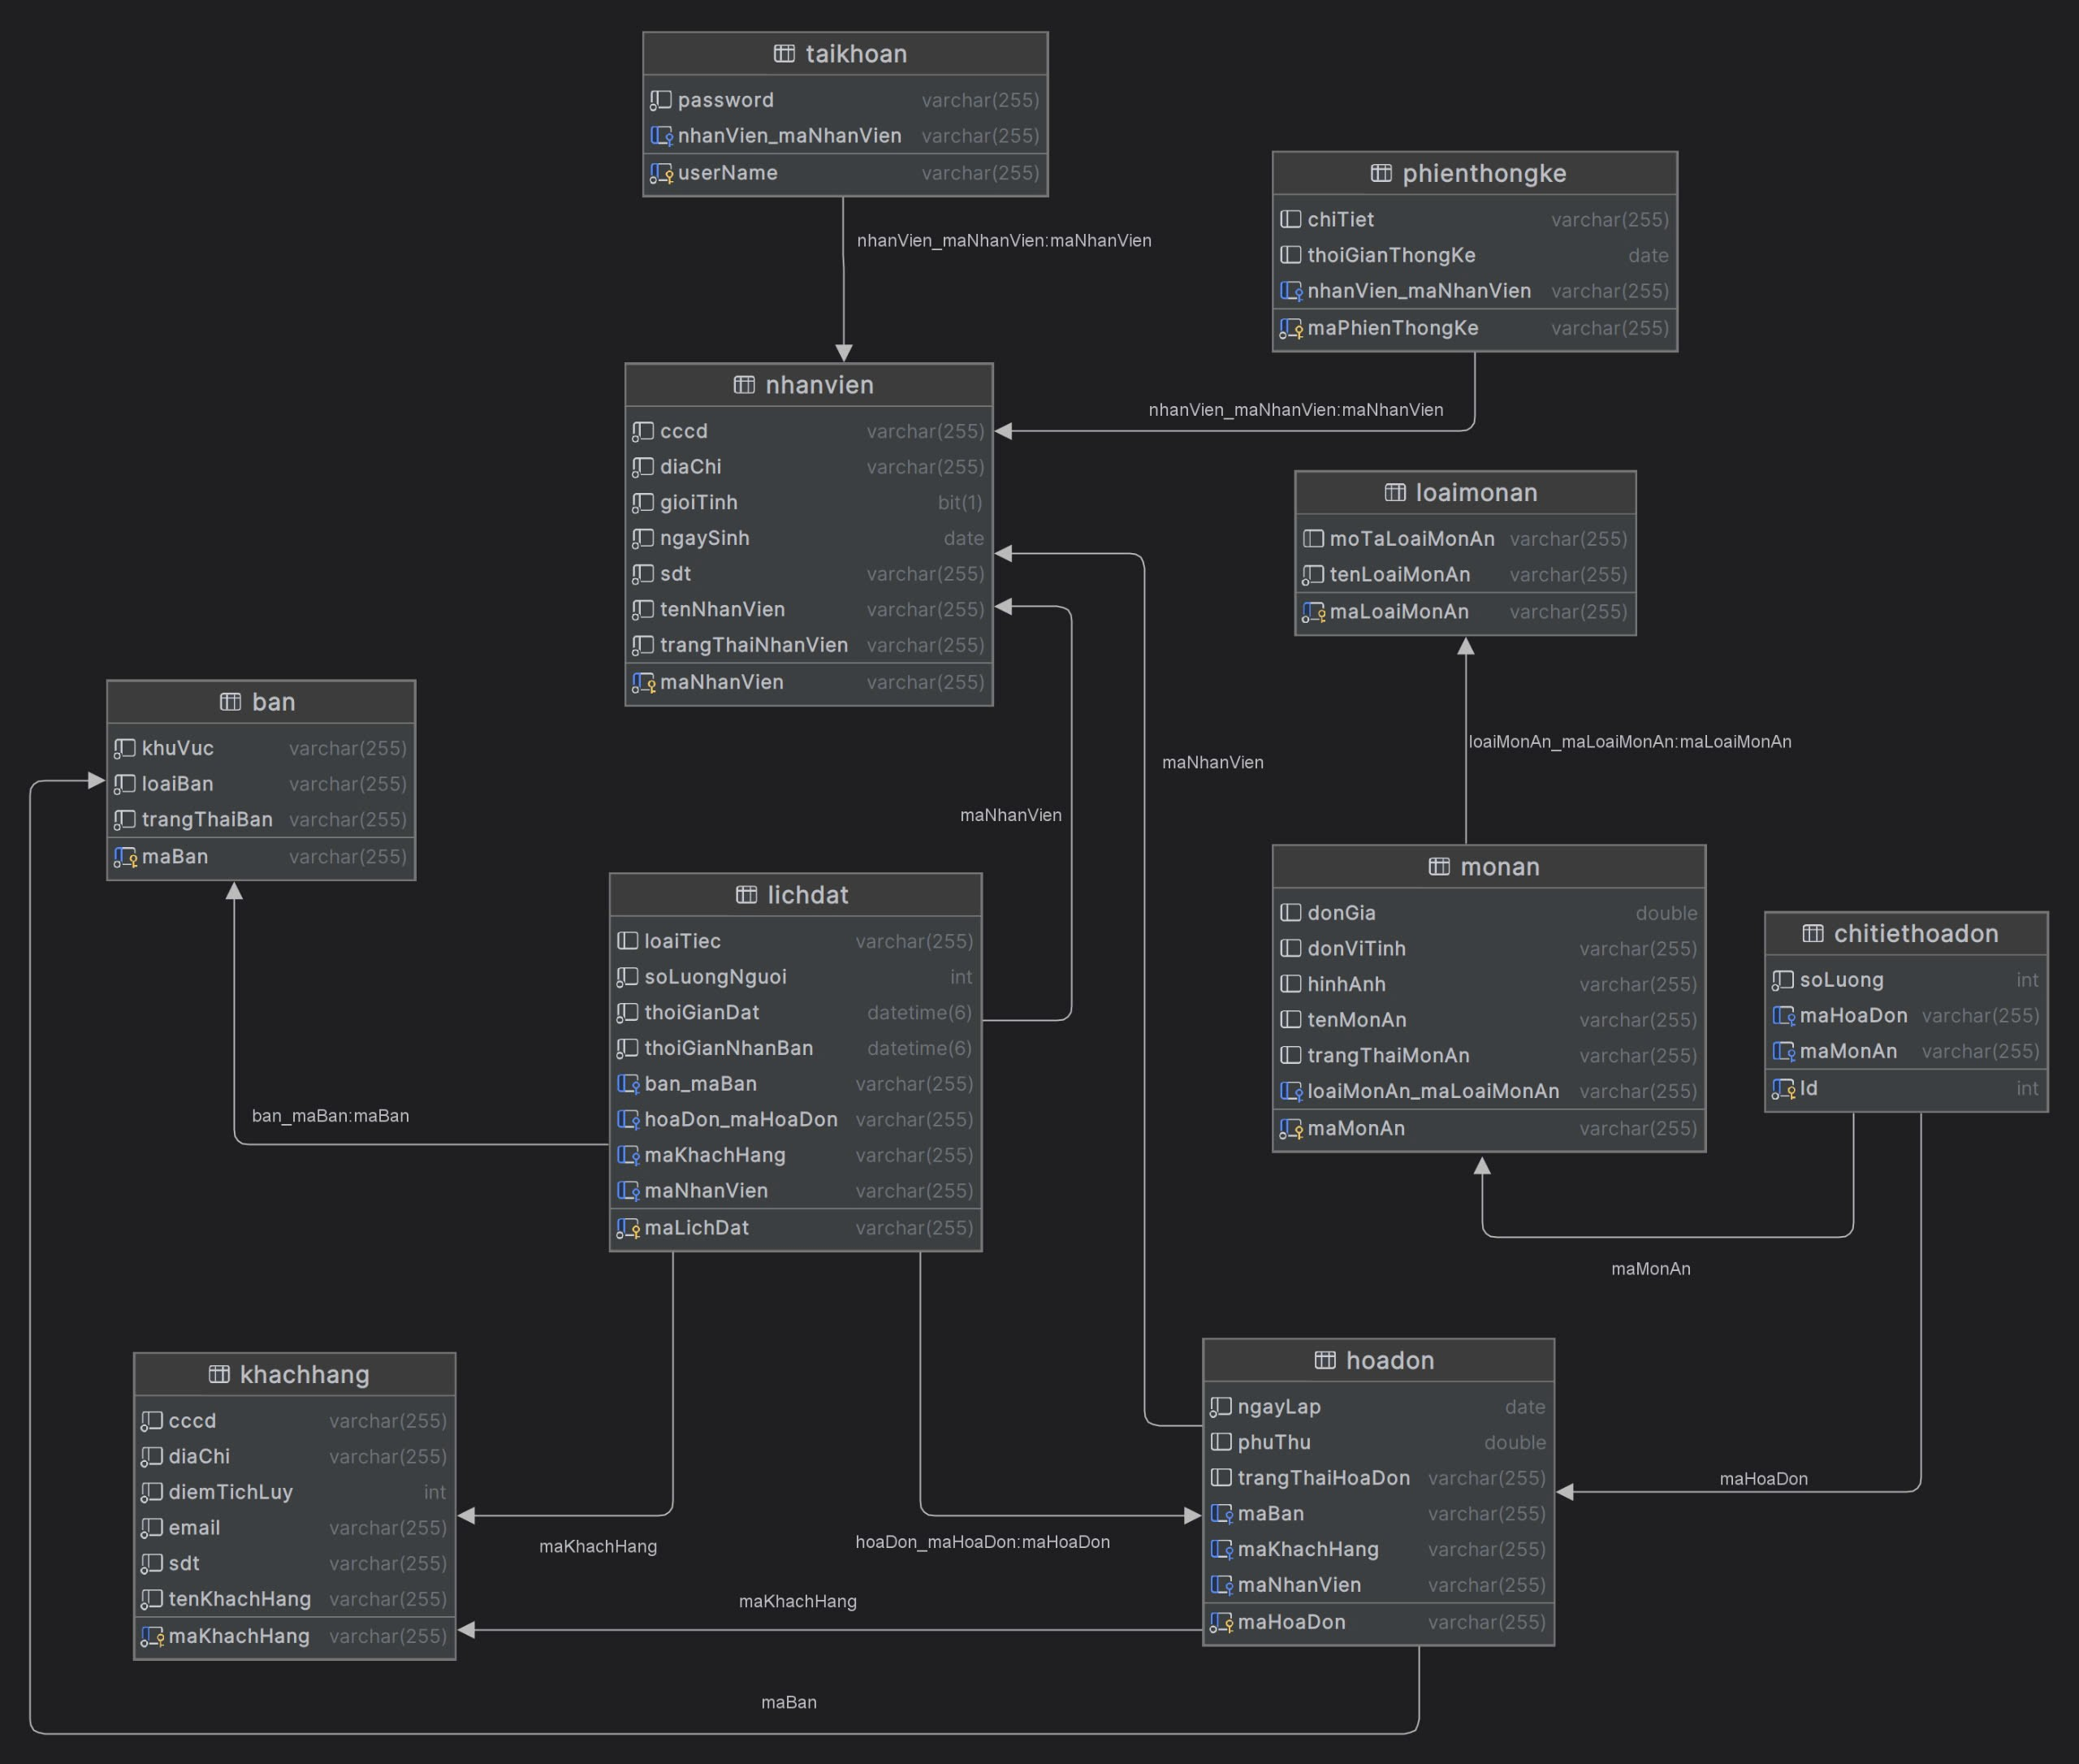 taikhoan
password varchar(255)
nhanVien_maNhanVien varchar(255)
userName varchar(255)
nhanVien_maNhanVien:maNhanVien
phienthongke
chiTiet varchar(255)
thoiGianThongKe date
nhanVien_maNhanVien varchar(255)
maPhienThongKe varchar(255)
nhanVien_maNhanVien:maNhanVien
nhanvien
cccd varchar(255)
diaChi varchar(255)
gioiTinh bit(1)
ngaySinh date
sdt varchar(255)
tenNhanVien varchar(255)
trangThaiNhanVien varchar(255)
maNhanVien varchar(255)
loaimonan
moTaLoaiMonAn varchar(255)
tenLoaiMonAn varchar(255)
maLoaiMonAn varchar(255)
loaiMonAn_maLoaiMonAn:maLoaiMonAn
maNhanVien
maNhanVien
ban
khuVuc varchar(255)
loaiBan varchar(255)
trangThaiBan varchar(255)
maBan varchar(255)
ban_maBan:maBan
lichdat
loaiTiec varchar(255)
soLuongNguoi int
thoiGianDat datetime(6)
thoiGianNhanBan datetime(6)
ban_maBan varchar(255)
hoaDon_maHoaDon varchar(255)
maKhachHang varchar(255)
maNhanVien varchar(255)
maLichDat varchar(255)
monan
donGia double
donViTinh varchar(255)
hinhAnh varchar(255)
tenMonAn varchar(255)
trangThaiMonAn varchar(255)
loaiMonAn_maLoaiMonAn varchar(255)
maMonAn varchar(255)
chitiethoadon
soLuong int
maHoaDon varchar(255)
maMonAn varchar(255)
Id int
maMonAn
maHoaDon
khachhang
cccd varchar(255)
diaChi varchar(255)
diemTichLuy int
email varchar(255)
sdt varchar(255)
tenKhachHang varchar(255)
maKhachHang varchar(255)
maKhachHang
hoaDon_maHoaDon:maHoaDon
maKhachHang
hoadon
ngayLap date
phuThu double
trangThaiHoaDon varchar(255)
maBan varchar(255)
maKhachHang varchar(255)
maNhanVien varchar(255)
maHoaDon varchar(255)
maBan